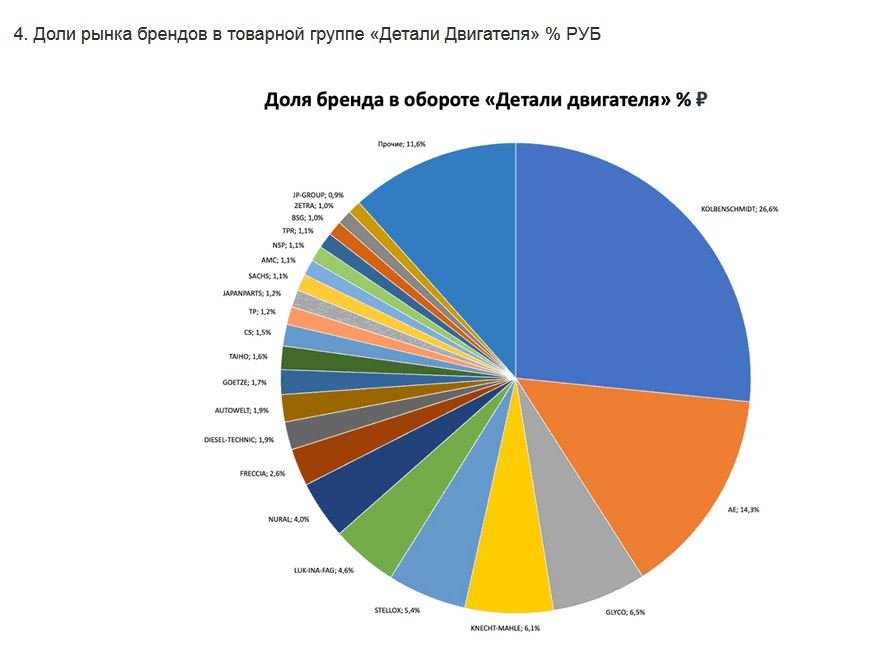 4. Доли рынка брендов в товарной группе «Детали Двигателя» % РУБ
Доля бренда в обороте «Детали двигателя» % ₽
KOLBENSCHMIDT; 26,6%
AE; 14,3%
GLYCO; 6,5%
KNECHT-MAHLE; 6,1%
STELLOX; 5,4%
LUK-INA-FAG; 4,6%
NURAL; 4,0%
FRECCIA; 2,6%
DIESEL-TECHNIC; 1,9%
AUTOWELT; 1,9%
GOETZE; 1,7%
TAIHO; 1,6%
CS; 1,5%
TP; 1,2%
JAPANPARTS; 1,2%
SACHS; 1,1%
AMC; 1,1%
NSP; 1,1%
TPR; 1,1%
BSG; 1,0%
ZETRA; 1,0%
JP-GROUP; 0,9%
Прочие; 11,6%